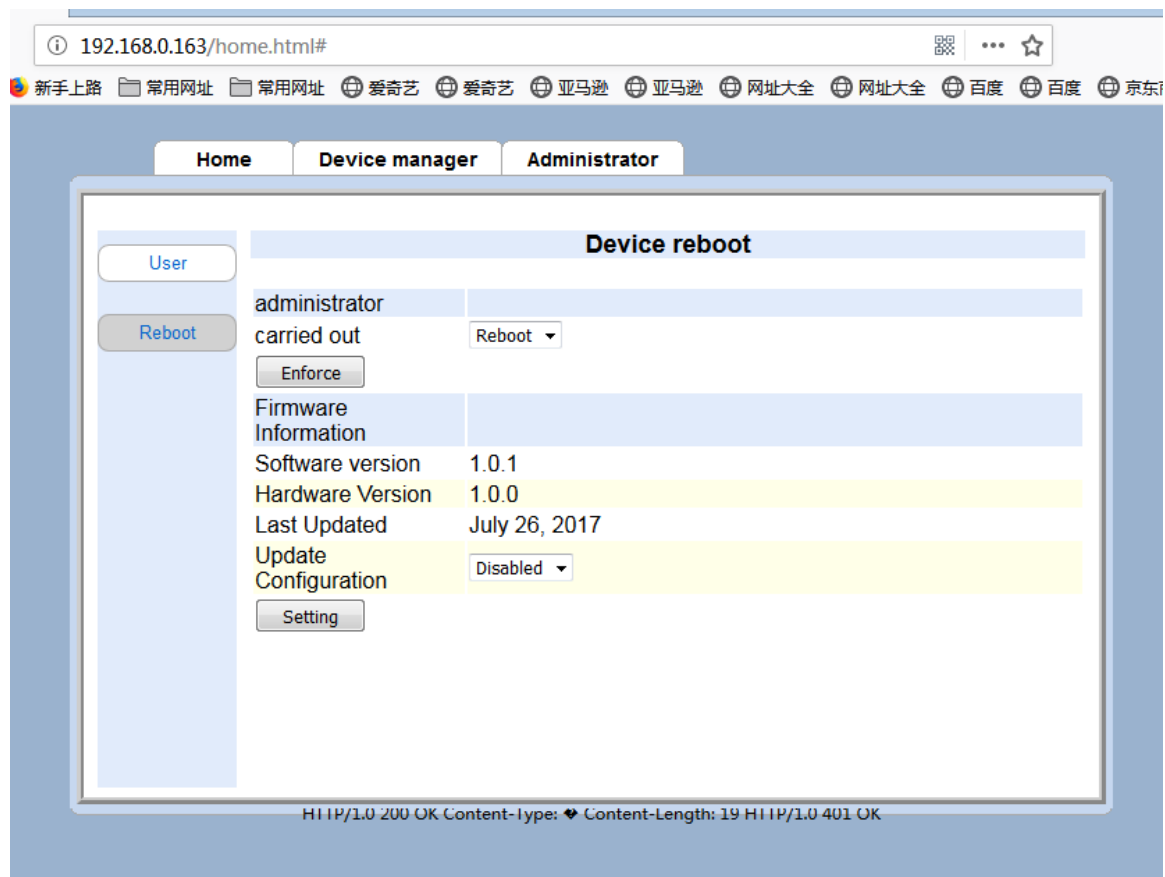 192.168.0.163/home.html#
新手上路 常用网址 常用网址 爱奇艺 爱奇艺 亚马逊 亚马逊 网址大全 网址大全 百度 百度 京东
Home Device manager Administrator
Device reboot
User
administrator
Reboot
carried out Reboot
Enforce
Firmware
Information
Software version 1.0.1
Hardware Version 1.0.0
Last Updated July 26, 2017
Update
Configuration Disabled
Setting
HTTP/1.0 200 OK Content-Type: � Content-Length: 19 HTTP/1.0 401 OK